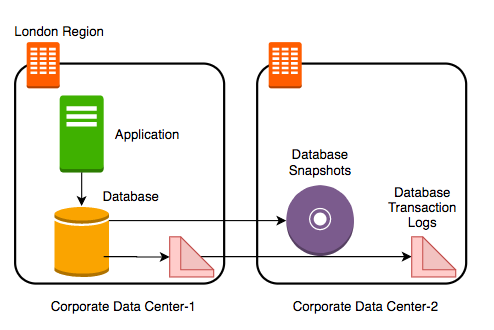 London Region
Application
Database
Database
Snapshots
Database
Transaction
Logs
Corporate Data Center-1
Corporate Data Center-2